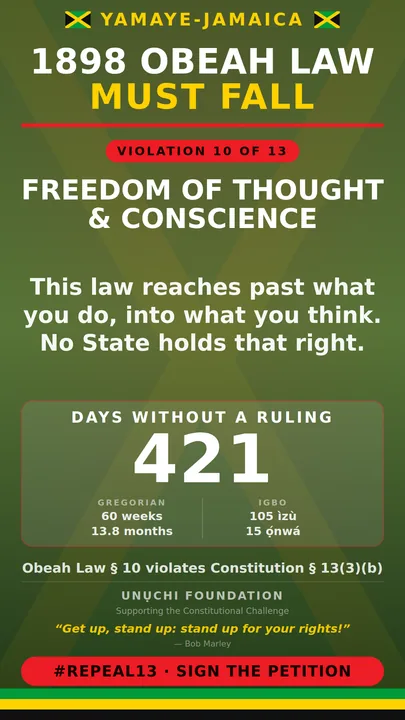 YAMAYE-JAMAICA
1898 OBEAH LAW
MUST FALL
VIOLATION 10 OF 13
FREEDOM OF THOUGHT
& CONSCIENCE
This law reaches past what
you do, into what you think.
No State holds that right.
DAYS WITHOUT A RULING
421
GREGORIAN
60 weeks
13.8 months
IGBO
105 ìzù
15 ọ́nwá
Obeah Law § 10 violates Constitution § 13(3)(b)
UNỤCHI FOUNDATION
Supporting the Constitutional Challenge
“Get up, stand up: stand up for your rights!”
— Bob Marley
#REPEAL13 · SIGN THE PETITION